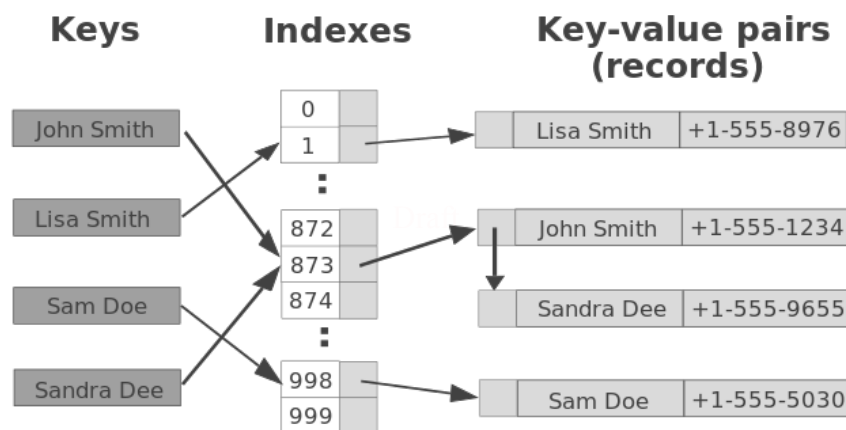 Keys
Indexes
Key-value pairs
(records)
John Smith
Lisa Smith
Sam Doe
Sandra Dee
0
1
:
872
873
874
:
998
999
Lisa Smith +1-555-8976
John Smith +1-555-1234
Sandra Dee +1-555-9655
Sam Doe +1-555-5030